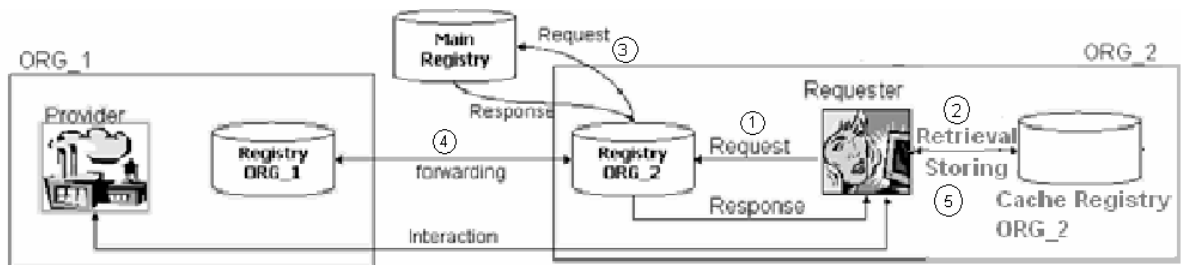 ORG_1
Provider
Registry
ORG_1
Main
Registry
Request
3
Response
4
forwarding
Interaction
ORG_2
Registry
ORG_2
1
Request
Response
Requester
2
Retrieval
Storing
5
Cache Registry
ORG_2